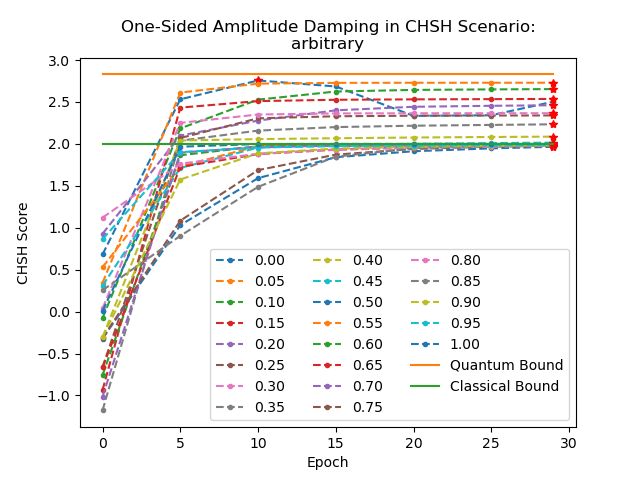 One-Sided Amplitude Damping in CHSH Scenario:
arbitrary
CHSH Score
3.0
2.5
2.0
1.5
1.0
0.5
0.0
−0.5
−1.0
0.00 0.40 0.80
0.05 0.45 0.85
0.10 0.50 0.90
0.15 0.55 0.95
0.20 0.60 1.00
0.25 0.65 Quantum Bound
0.30 0.70 Classical Bound
0.35 0.75
0 5 10 15 20 25 30
Epoch